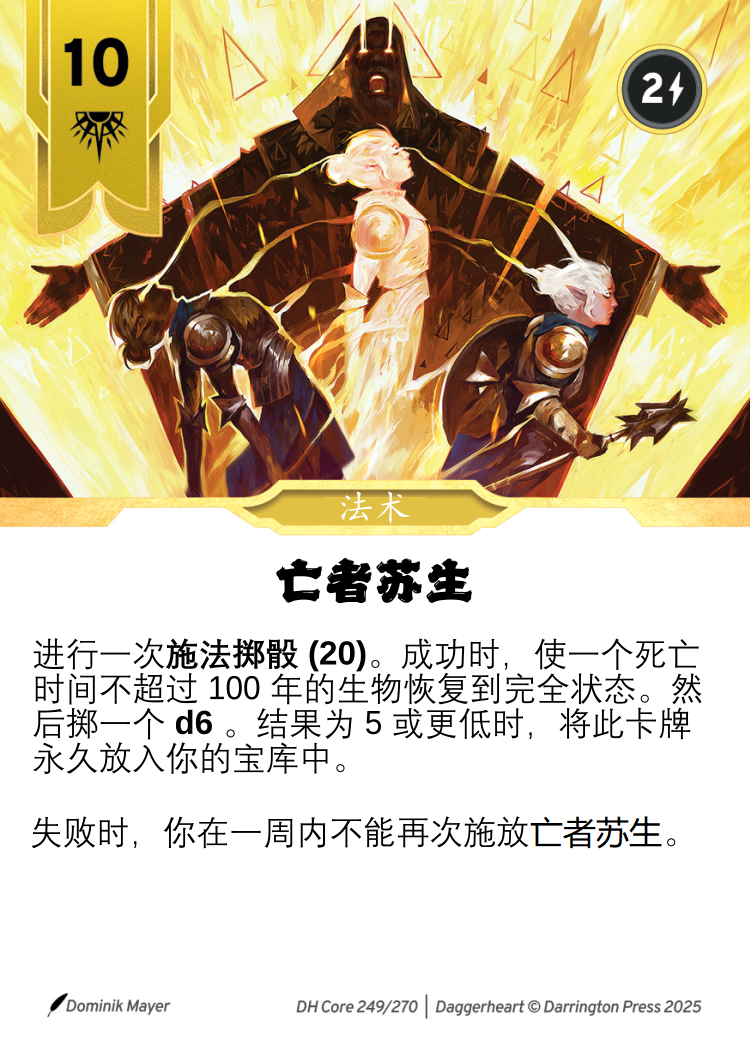 10
2
法术
亡者苏生
进行一次施法掷骰 (20)。成功时，使一个死亡
时间不超过 100 年的生物恢复到完全状态。然
后掷一个 d6 。结果为 5 或更低时，将此卡牌
永久放入你的宝库中。
失败时，你在一周内不能再次施放亡者苏生。
Dominik Mayer
DH Core 249/270 | Daggerheart © Darrington Press 2025